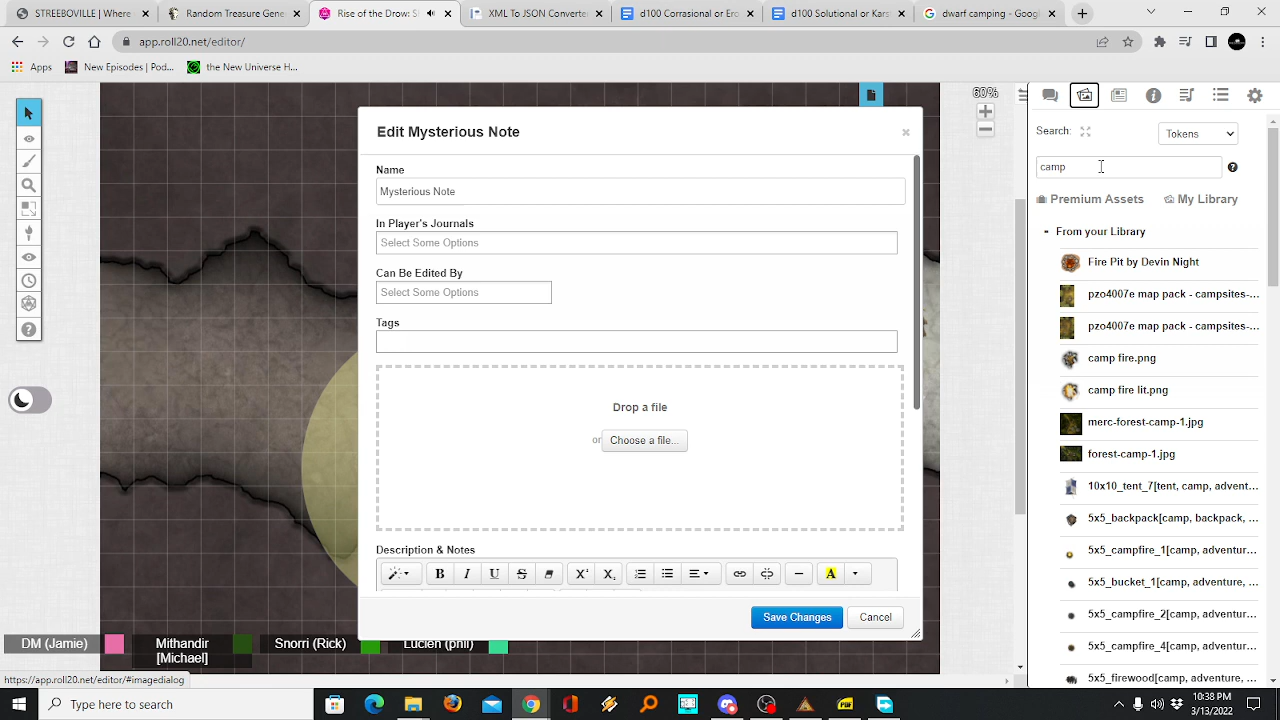 STREEBROVILLE | Where
Random Treasure Gene
Rise of the Drows S
XML To JSON Converte
d100 Corrasional or Ero
d100 Solutional or Kars
dwarf camping - Goog
app.roll20.net/editor/
Apps
New Episodes | Pod...
the New Universe H...
60%
Edit Mysterious Note
Name
Mysterious Note
In Player's Journals
Select Some Options
Can Be Edited By
Select Some Options
Tags
Drop a file
or Choose a file...
Description & Notes
B I U S
Save Changes
Cancel
Search:
Tokens
camp
Premium Assets
My Library
From your Library
Fire Pit by Devin Night
pzo4007e map pack - campsites-...
pzo4007e map pack - campsites-...
camp fire.png
camp fire lit.png
merc-forest-camp-1.jpg
forest-camp-1.jpg
10x10_tent_7[tent, camp, advent...
5x5_backpack[camp, backpack, ...
5x5_campfire_1[camp, adventur...
5x5_bucket_1[camp, adventure, ...
5x5_campfire_2[camp, adventur...
5x5_campfire_4[camp, adventur...
5x5_firewood[camp, adventure, ...
DM (Jamie)
Mithandir
[Michael]
Snorri (Rick)
Lucien (phil)
https://app.roll20.net/editor/#imagedialog
Type here to search
10:38 PM
3/13/2022